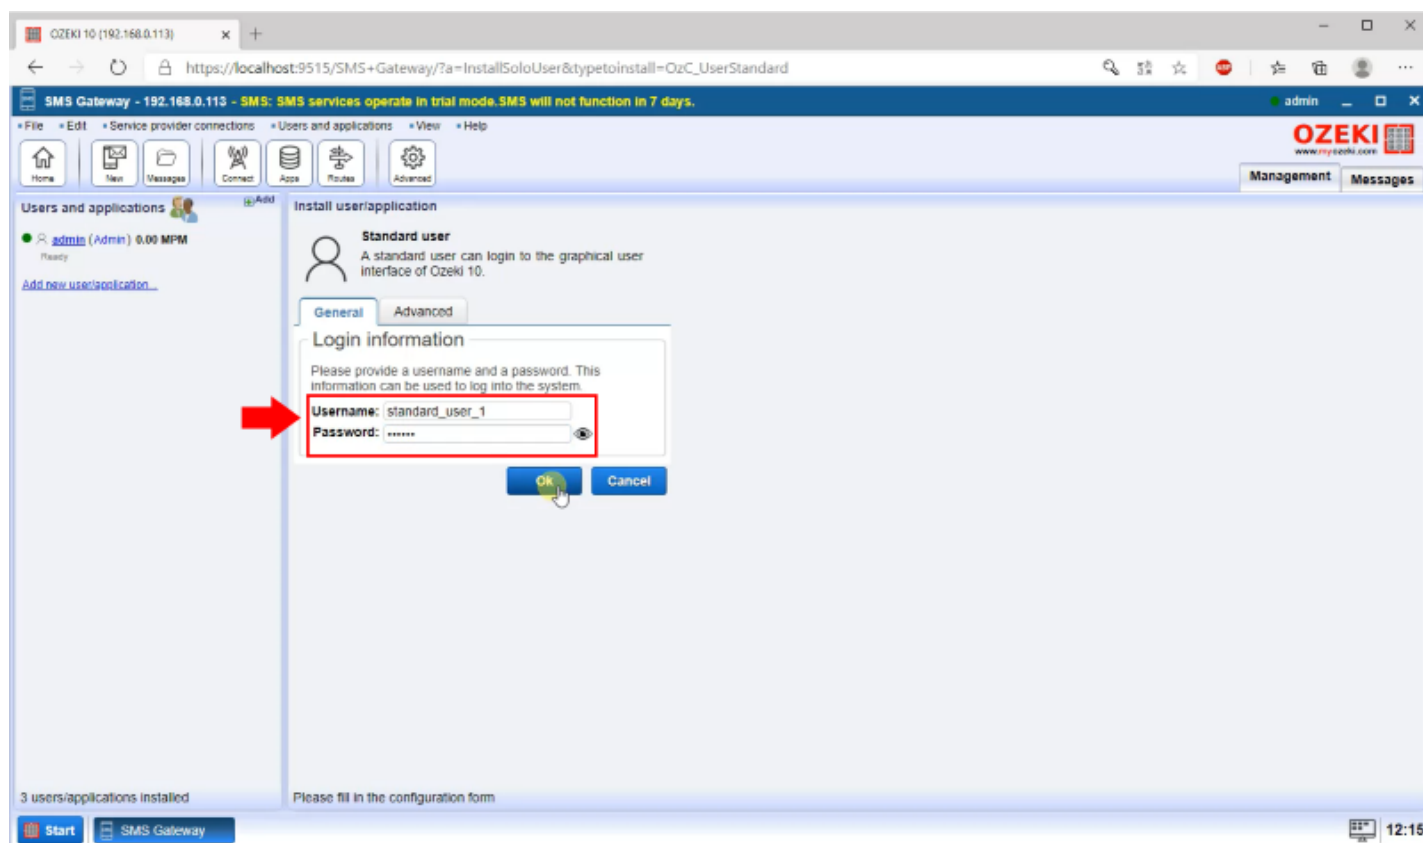 OZEKI 10 (192.168.0.113)
https://localhost:9515/SMS+Gateway/?a=InstallSoloUser&typetoinstall=OzC_UserStandard
SMS Gateway - 192.168.0.113 - SMS: SMS services operate in trial mode.SMS will not function in 7 days.
admin
File Edit Service provider connections Users and applications View Help
OZEKI
www.myozeki.com
Home New Messages Connect Apps Routes Advanced
Management Messages
Users and applications Add
Install user/application
admin (Admin) 0.00 MPM
Ready
Add new user/application...
Standard user
A standard user can login to the graphical user
interface of Ozeki 10.
General Advanced
Login information
Please provide a username and a password. This
information can be used to log into the system.
Username: standard_user_1
Password: ••••••
Ok Cancel
3 users/applications installed
Please fill in the configuration form
Start SMS Gateway 12:15